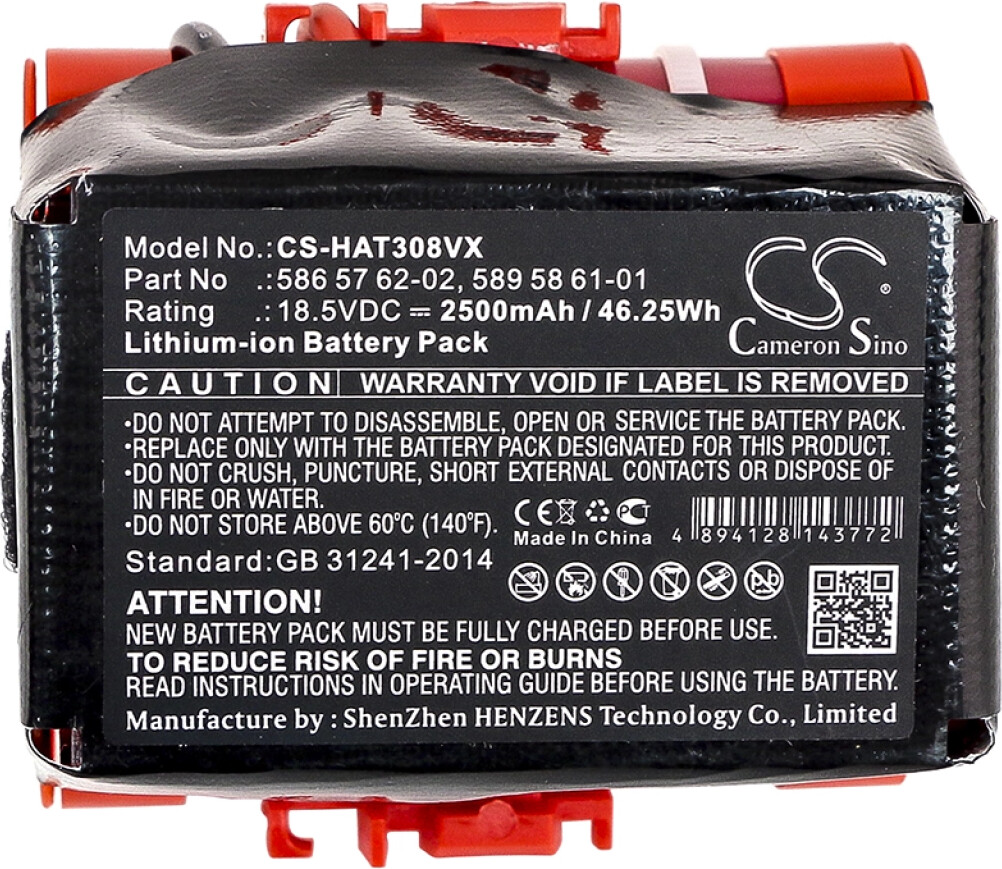 Model No.:CS-HAT308VX
Part No .:586 57 62-02, 589 58 61-01
Rating .:18.5VDC ⎓ 2500mAh / 46.25Wh
Lithium-ion Battery Pack
CS ®
Cameron Sino
CAUTION| WARRANTY VOID IF LABEL IS REMOVED
•DO NOT ATTEMPT TO DISASSEMBLE, OPEN OR SERVICE THE BATTERY PACK.
•REPLACE ONLY WITH THE BATTERY PACK DESIGNATED FOR THIS PRODUCT.
•DO NOT CRUSH, PUNCTURE, SHORT EXTERNAL CONTACTS OR DISPOSE OF
IN FIRE OR WATER.
•DO NOT STORE ABOVE 60°C (140°F).
CE PCT
Made In China
4 894128 143772
Standard:GB 31241-2014
Pb
ATTENTION!
NEW BATTERY PACK MUST BE FULLY CHARGED BEFORE USE.
TO REDUCE RISK OF FIRE OR BURNS
READ INSTRUCTIONS IN OPERATING GUIDE BEFORE USING THE BATTERY.
Manufacture by : ShenZhen HENZENS Technology Co., Limited